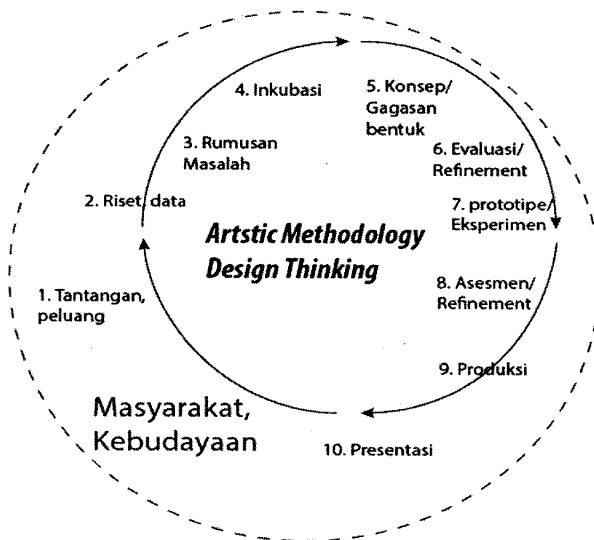 4. Inkubasi
5. Konsep/
Gagasan
bentuk
3. Rumusan
Masalah
6. Evaluasi/
Refinement
2. Riset, data
7. prototipe/
Eksperimen
Artstic Methodology
Design Thinking
1. Tantangan,
peluang
8. Asesmen/
Refinement
9. Produksi
Masyarakat,
Kebudayaan
10. Presentasi